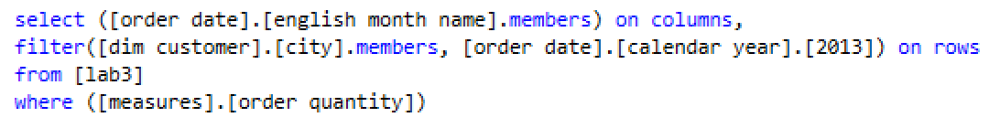 select ([order date].[english month name].members) on columns,
filter([dim customer].[city].members, [order date].[calendar year].[2013]) on rows
from [lab3]
where ([measures].[order quantity])